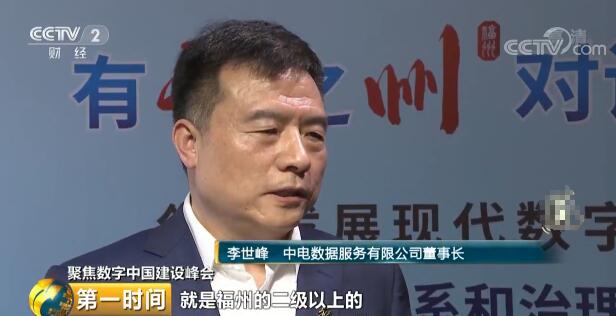 CCTV 2
财经
CCTV.com
有
之州
对
福州
展现代数字
李世峰 中电数据服务有限公司董事长
聚焦数字中国建设峰会
第一时间
就是福州的二级以上的
系和治理